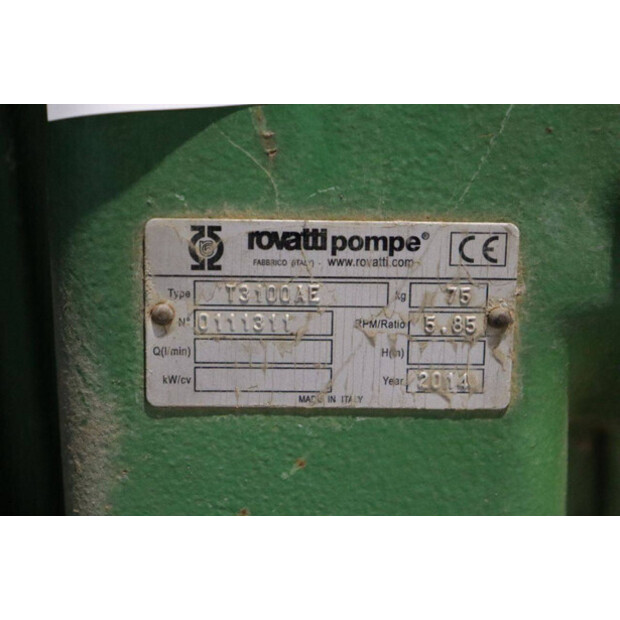 rovatti pompe®
FABBRICO (ITALY) - www.rovatti.com
CE
Type T3100AE kg 75
N° 0111311 RPM/Ratio 5.85
Q(l/min) H(m)
kW/cv Year 2014
MADE IN ITALY